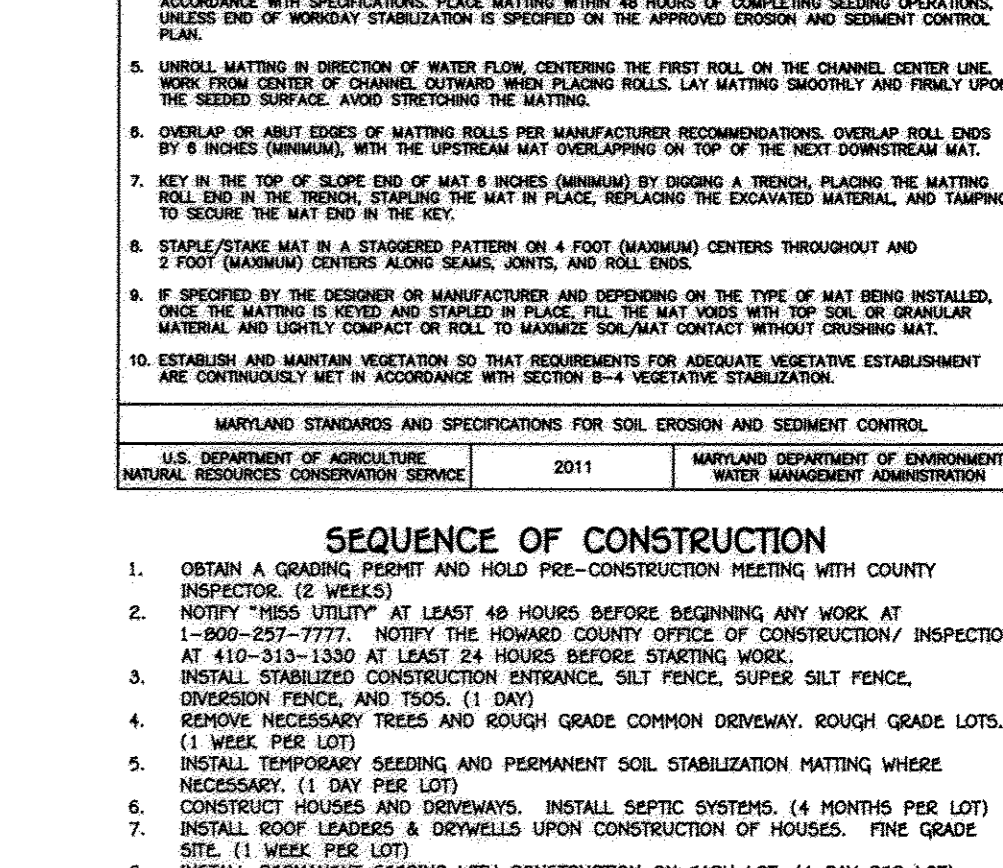 ACCORDANCE WITH SPECIFICATIONS. PLACE MATTING WITHIN 48 HOURS OF COMPLETING SEEDING OPERATIONS,
UNLESS END OF WORKDAY STABILIZATION IS SPECIFIED ON THE APPROVED EROSION AND SEDIMENT CONTROL
PLAN.
5. UNROLL MATTING IN DIRECTION OF WATER FLOW, CENTERING THE FIRST ROLL ON THE CHANNEL CENTER LINE.
WORK FROM CENTER OF CHANNEL OUTWARD WHEN PLACING ROLLS. LAY MATTING SMOOTHLY AND FIRMLY UPON
THE SEEDED SURFACE. AVOID STRETCHING THE MATTING.
6. OVERLAP OR ABUT EDGES OF MATTING ROLLS PER MANUFACTURER RECOMMENDATIONS. OVERLAP ROLL ENDS
BY 6 INCHES (MINIMUM), WITH THE UPSTREAM MAT OVERLAPPING ON TOP OF THE NEXT DOWNSTREAM MAT.
7. KEY IN THE TOP OF SLOPE END OF MAT 6 INCHES (MINIMUM) BY DIGGING A TRENCH, PLACING THE MATTING
ROLL END IN THE TRENCH, STAPLING THE MAT IN PLACE, REPLACING THE EXCAVATED MATERIAL, AND TAMPING
TO SECURE THE MAT END IN THE KEY.
8. STAPLE/STAKE MAT IN A STAGGERED PATTERN ON 4 FOOT (MAXIMUM) CENTERS THROUGHOUT AND
2 FOOT (MAXIMUM) CENTERS ALONG SEAMS, JOINTS, AND ROLL ENDS.
9. IF SPECIFIED BY THE DESIGNER OR MANUFACTURER AND DEPENDING ON THE TYPE OF MAT BEING INSTALLED,
ONCE THE MATTING IS KEYED AND STAPLED IN PLACE, FILL THE MAT VOIDS WITH TOP SOIL OR GRANULAR
MATERIAL AND LIGHTLY COMPACT OR ROLL TO MAXIMIZE SOIL/MAT CONTACT WITHOUT CRUSHING MAT.
10. ESTABLISH AND MAINTAIN VEGETATION SO THAT REQUIREMENTS FOR ADEQUATE VEGETATIVE ESTABLISHMENT
ARE CONTINUOUSLY MET IN ACCORDANCE WITH SECTION B-4 VEGETATIVE STABILIZATION.
MARYLAND STANDARDS AND SPECIFICATIONS FOR SOIL EROSION AND SEDIMENT CONTROL
U.S. DEPARTMENT OF AGRICULTURE
NATURAL RESOURCES CONSERVATION SERVICE
2011
MARYLAND DEPARTMENT OF ENVIRONMENT
WATER MANAGEMENT ADMINISTRATION
SEQUENCE OF CONSTRUCTION
1. OBTAIN A GRADING PERMIT AND HOLD PRE-CONSTRUCTION MEETING WITH COUNTY
INSPECTOR. (2 WEEKS)
2. NOTIFY "MISS UTILITY" AT LEAST 48 HOURS BEFORE BEGINNING ANY WORK AT
1-800-257-7777. NOTIFY THE HOWARD COUNTY OFFICE OF CONSTRUCTION/ INSPECTIO
AT 410-313-1330 AT LEAST 24 HOURS BEFORE STARTING WORK.
3. INSTALL STABILIZED CONSTRUCTION ENTRANCE, SILT FENCE, SUPER SILT FENCE,
DIVERSION FENCE, AND TSOS. (1 DAY)
4. REMOVE NECESSARY TREES AND ROUGH GRADE COMMON DRIVEWAY. ROUGH GRADE LOTS.
(1 WEEK PER LOT)
5. INSTALL TEMPORARY SEEDING AND PERMANENT SOIL STABILIZATION MATTING WHERE
NECESSARY. (1 DAY PER LOT)
6. CONSTRUCT HOUSES AND DRIVEWAYS. INSTALL SEPTIC SYSTEMS. (4 MONTHS PER LOT)
7. INSTALL ROOF LEADERS & DRYWELLS UPON CONSTRUCTION OF HOUSES. FINE GRADE
SITE. (1 WEEK PER LOT)